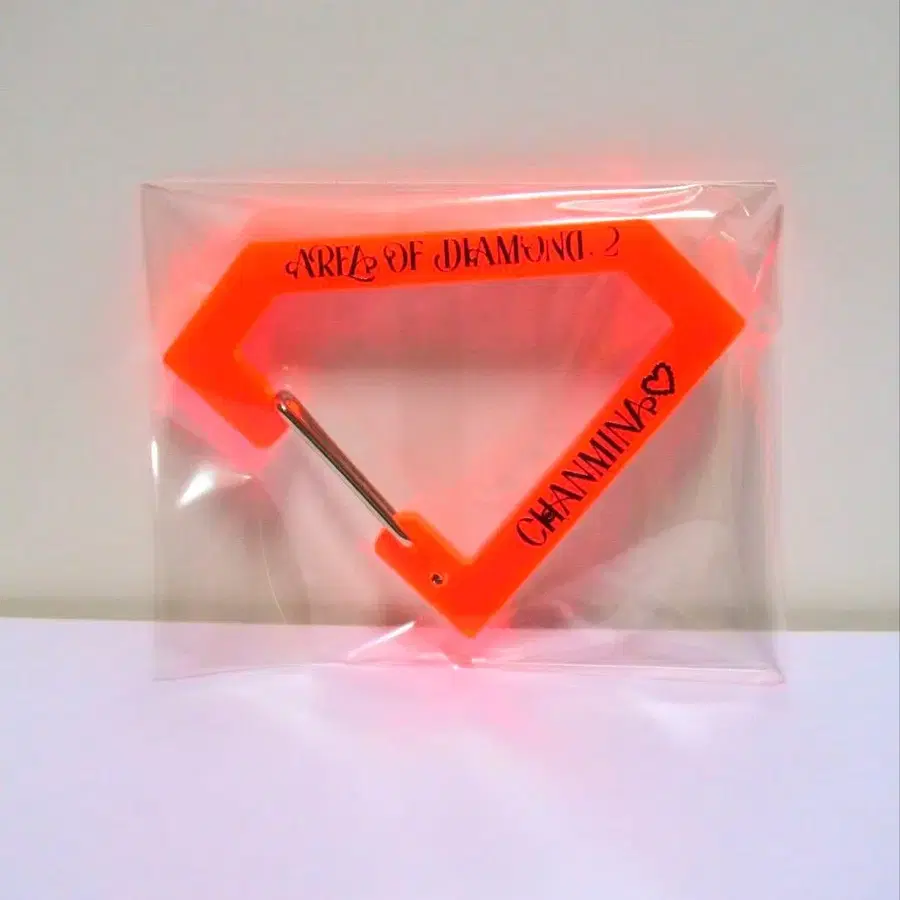 AREA OF DIAMOND. 2
CHANMINA♡